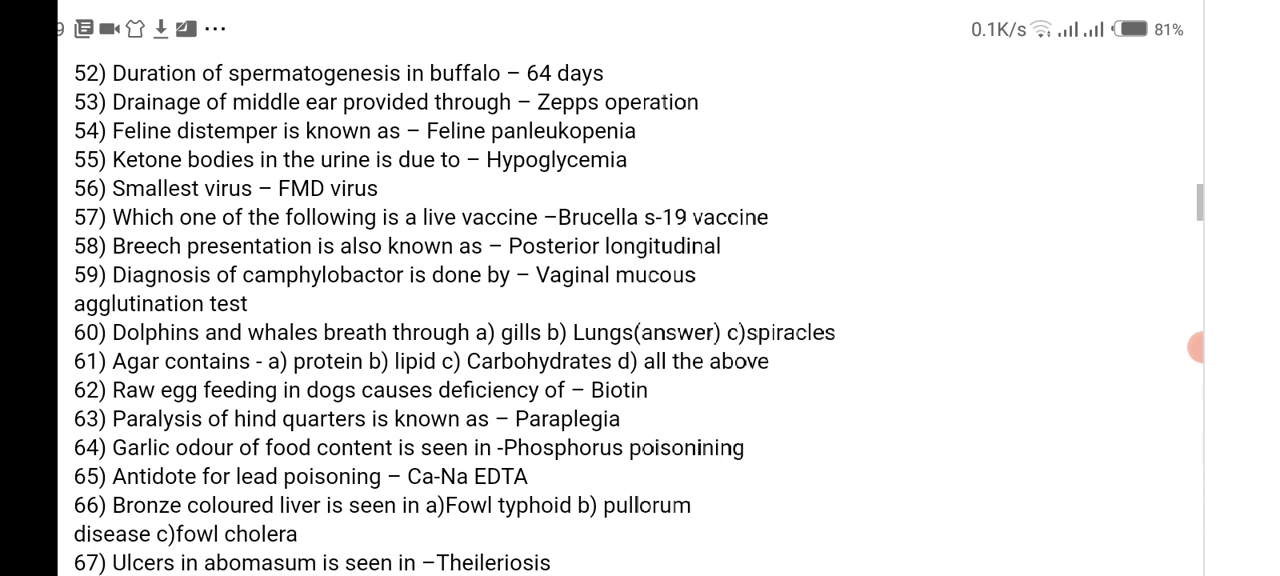 9
0.1K/s 81%
52) Duration of spermatogenesis in buffalo – 64 days
53) Drainage of middle ear provided through – Zepps operation
54) Feline distemper is known as – Feline panleukopenia
55) Ketone bodies in the urine is due to – Hypoglycemia
56) Smallest virus – FMD virus
57) Which one of the following is a live vaccine –Brucella s-19 vaccine
58) Breech presentation is also known as – Posterior longitudinal
59) Diagnosis of camphylobactor is done by – Vaginal mucous
agglutination test
60) Dolphins and whales breath through a) gills b) Lungs(answer) c)spiracles
61) Agar contains - a) protein b) lipid c) Carbohydrates d) all the above
62) Raw egg feeding in dogs causes deficiency of – Biotin
63) Paralysis of hind quarters is known as – Paraplegia
64) Garlic odour of food content is seen in -Phosphorus poisonining
65) Antidote for lead poisoning – Ca-Na EDTA
66) Bronze coloured liver is seen in a)Fowl typhoid b) pullorum
disease c)fowl cholera
67) Ulcers in abomasum is seen in –Theileriosis